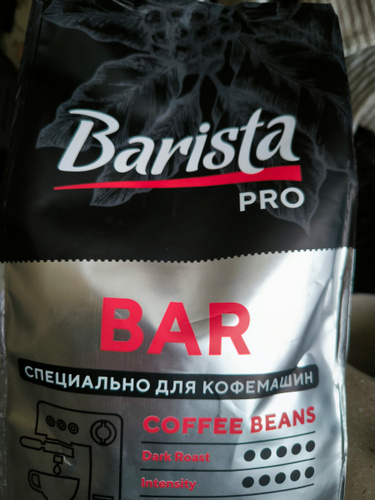 Barista
PRO
BAR
СПЕЦИАЛЬНО ДЛЯ КОФЕМАШИН
COFFEE BEANS
Dark Roast
Intensity